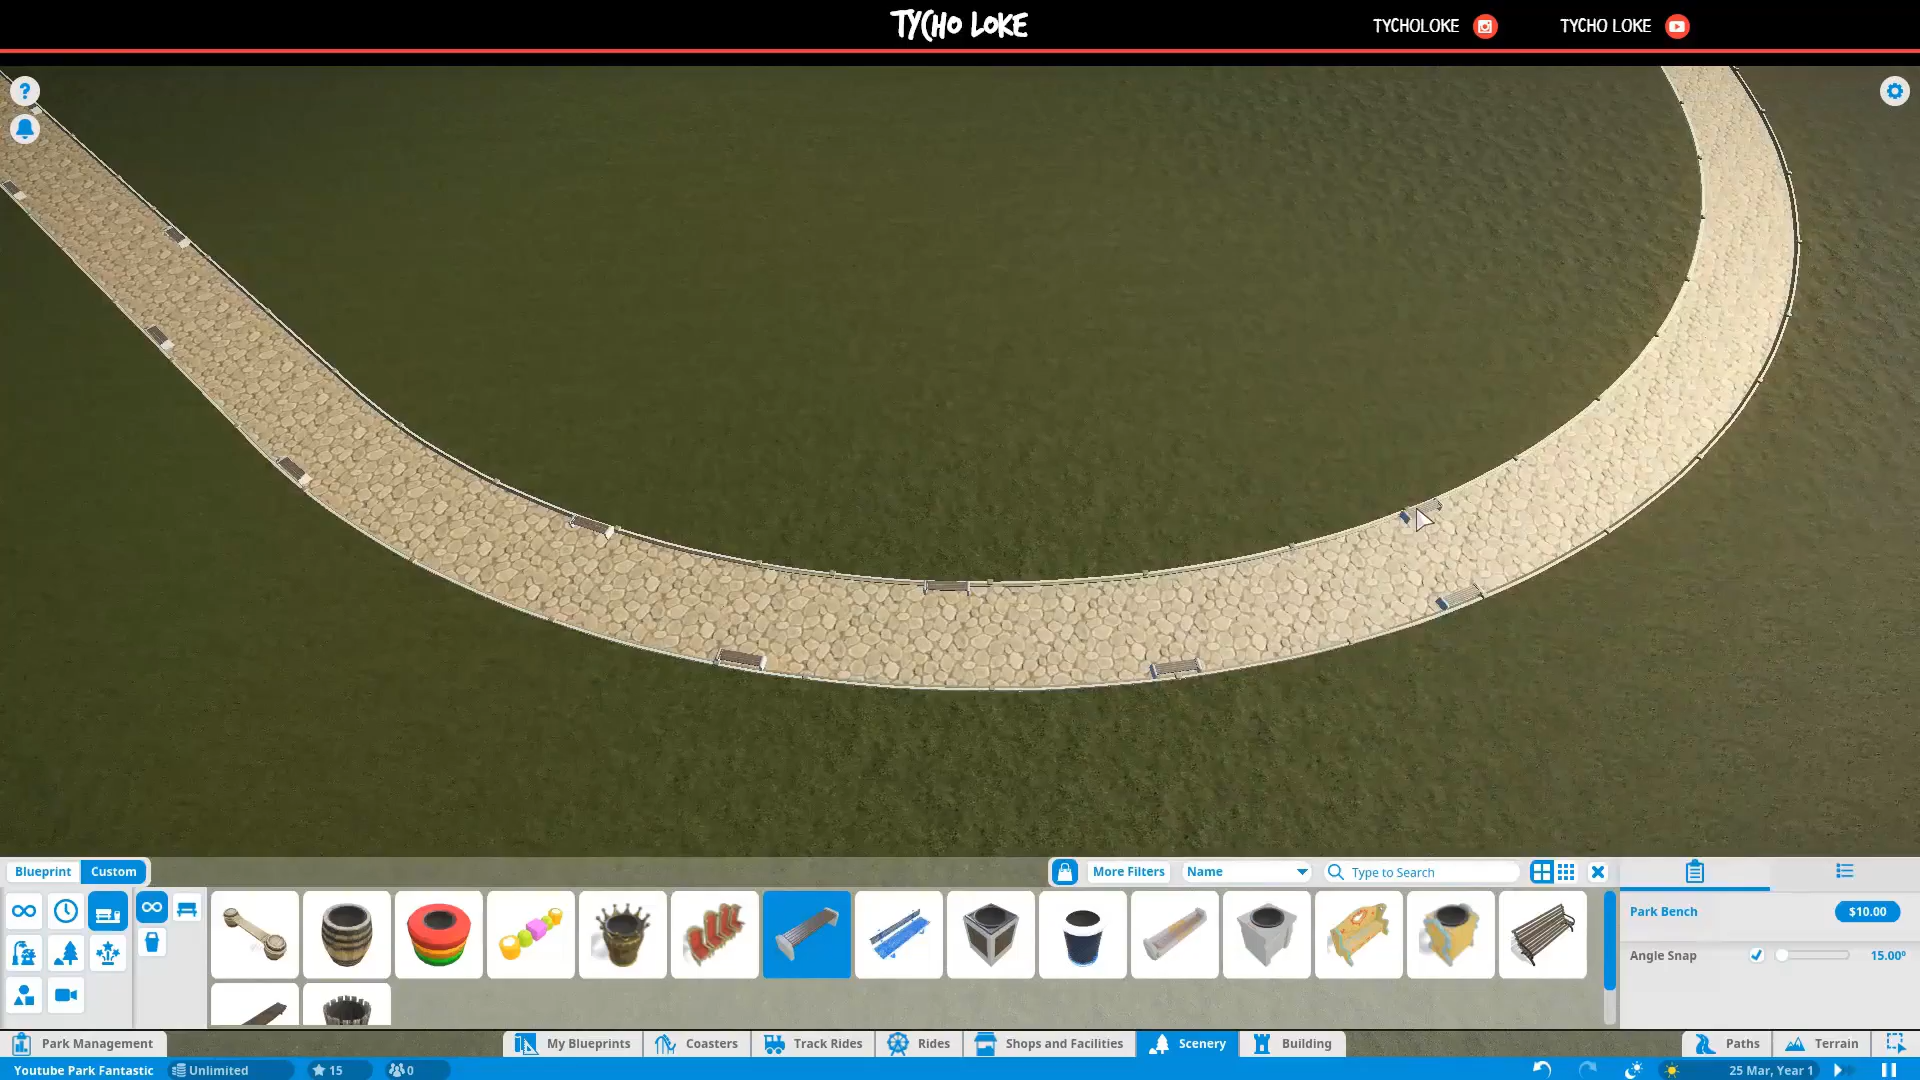 TYCHO LOKE
TYCHOLOKE
TYCHO LOKE
?
Blueprint
Custom
More Filters
Name
Type to Search
Park Bench
$10.00
Angle Snap
15.00°
Park Management
My Blueprints
Coasters
Track Rides
Rides
Shops and Facilities
Scenery
Building
Paths
Terrain
Youtube Park Fantastic
Unlimited
15
0
25 Mar, Year 1